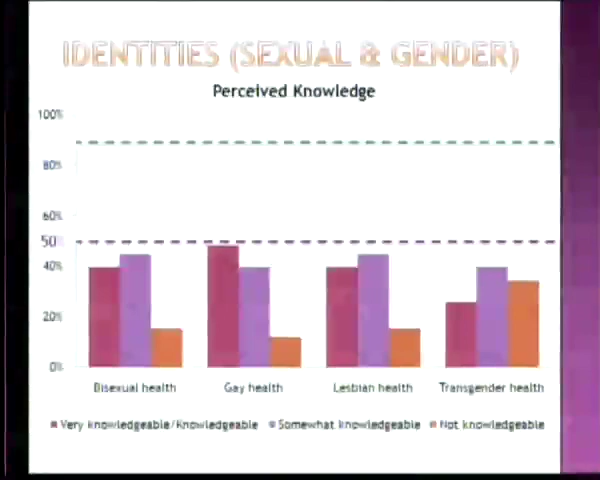 IDENTITIES (SEXUAL & GENDER)
Perceived Knowledge
100%
80%
60%
50%
40%
20%
0%
Bisexual health Gay health Lesbian health Transgender health
Very knowledgeable/Knowledgeable Somewhat knowledgeable Not knowledgeable